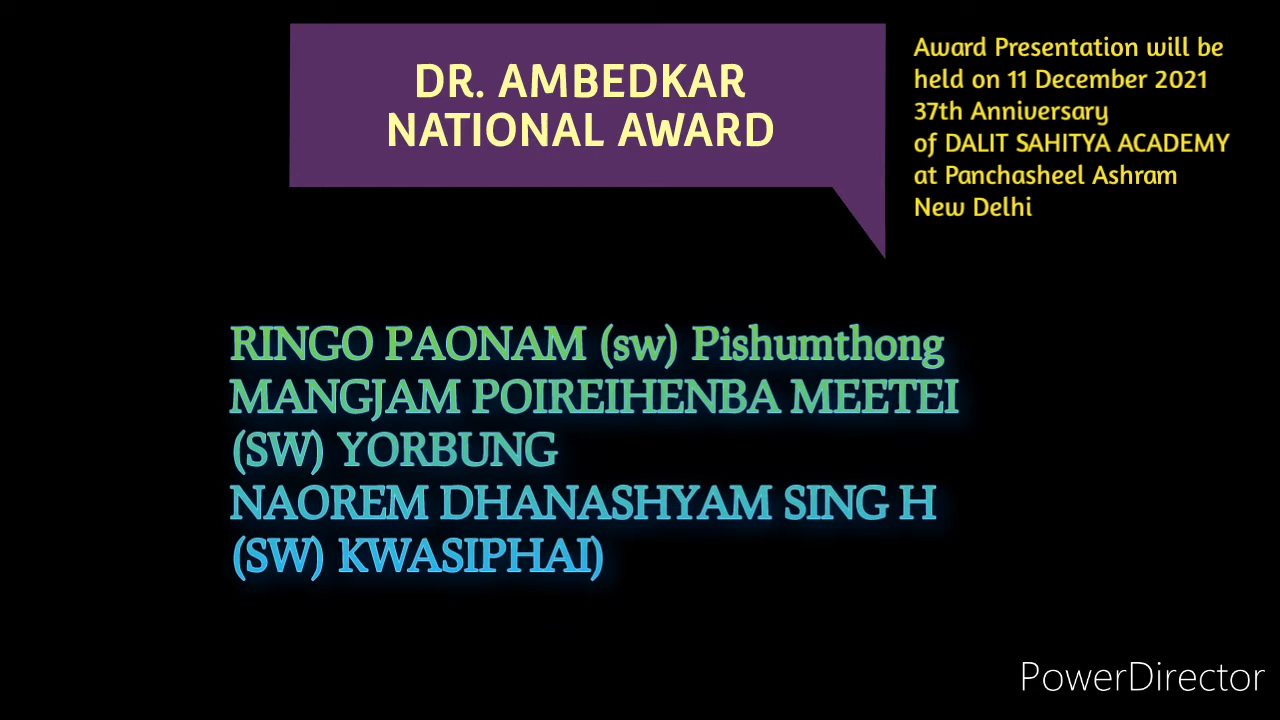 DR. AMBEDKAR
NATIONAL AWARD
Award Presentation will be
held on 11 December 2021
37th Anniversary
of DALIT SAHITYA ACADEMY
at Panchasheel Ashram
New Delhi
RINGO PAONAM (sw) Pishumthong
MANGJAM POIREIHENBA MEETEI
(SW) YORBUNG
NAOREM DHANASHYAM SING H
(SW) KWASIPHAI)
PowerDirector